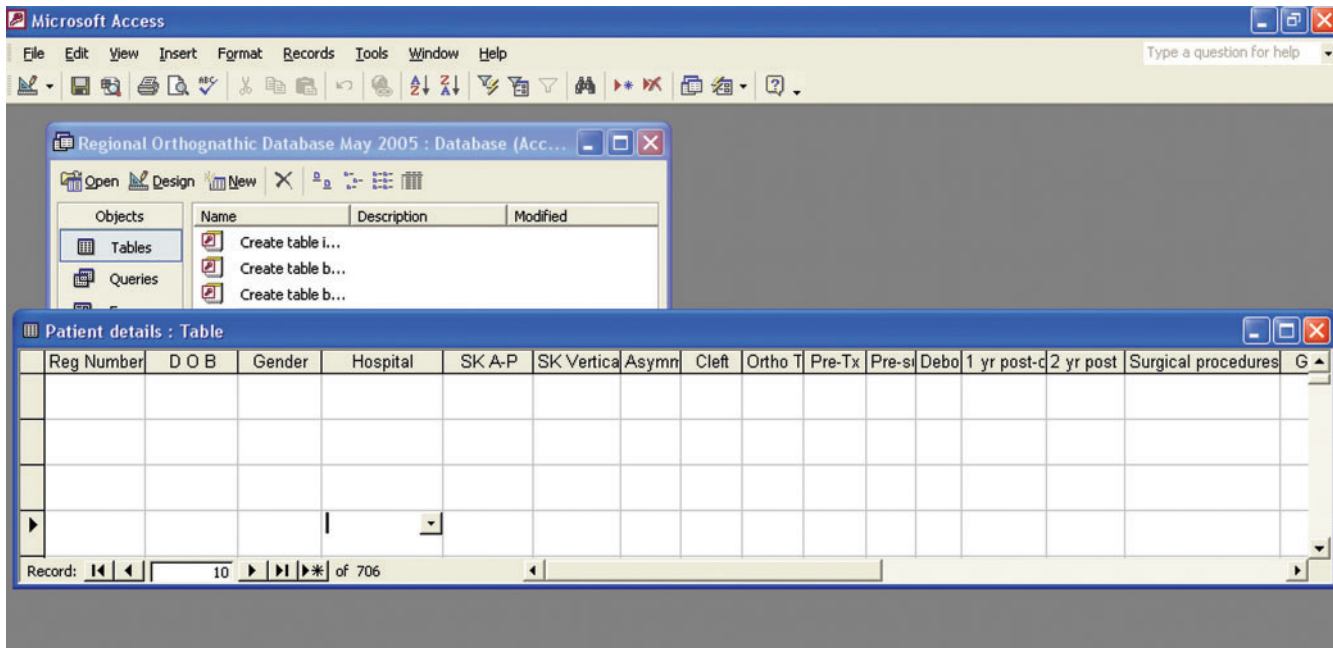 Microsoft Access
File Edit View Insert Format Records Tools Window Help Type a question for help
Regional Orthognathic Database May 2005 : Database (Acc...
Open Design New
Objects Name Description Modified
Tables Create table i...
Queries Create table b...
Create table b...
Patient details : Table
Reg Number D O B Gender Hospital SK A-P SK Vertica Asymm Cleft Ortho T Pre-Tx Pre-si Debo 1 yr post-d 2 yr post Surgical procedures G
Record: 10 of 706